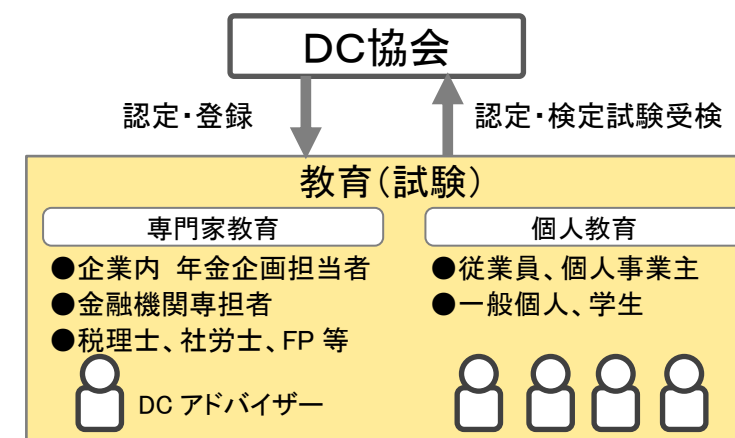 DC協会
認定・登録
認定・検定試験受検
教育(試験)
専門家教育
●企業内 年金企画担当者
●金融機関専担者
●税理士、社労士、FP 等
DC アドバイザー
個人教育
●従業員、個人事業主
●一般個人、学生